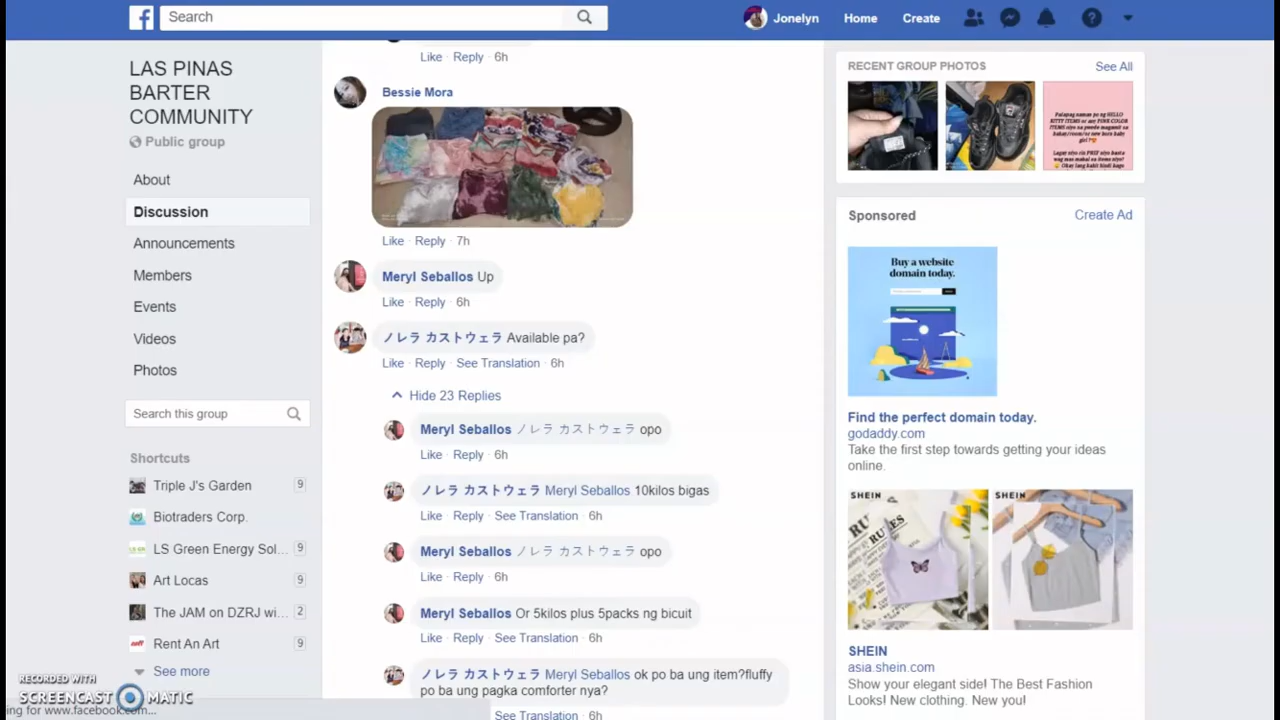 Search
Jonelyn
Home
Create
LAS PINAS
BARTER
COMMUNITY
Public group
About
Discussion
Announcements
Members
Events
Videos
Photos
Search this group
Shortcuts
Triple J's Garden 9
Biotraders Corp.
LS Green Energy Sol... 9
Art Locas 9
The JAM on DZRJ wi... 2
Rent An Art 9
See more
RECORDED WITH
SCREENCAST MATIC
ing for www.facebook.com...
Like · Reply · 6h
Bessie Mora
Like · Reply · 7h
Meryl Seballos Up
Like · Reply · 6h
ノレラ カストウェラ Available pa?
Like · Reply · See Translation · 6h
Hide 23 Replies
Meryl Seballos ノレラ カストウェラ opo
Like · Reply · 6h
ノレラ カストウェラ Meryl Seballos 10kilos bigas
Like · Reply · See Translation · 6h
Meryl Seballos ノレラ カストウェラ opo
Like · Reply · 6h
Meryl Seballos Or 5kilos plus 5packs ng bicuit
Like · Reply · See Translation · 6h
ノレラ カストウェラ Meryl Seballos ok po ba ung item?fluffy
po ba ung pagka comforter nya?
See Translation · 6h
RECENT GROUP PHOTOS
See All
Sponsored
Create Ad
Buy a website
domain today.
Find the perfect domain today.
godaddy.com
Take the first step towards getting your ideas
online.
SHEIN
SHEIN
RULES
SHEIN
asia.shein.com
Show your elegant side! The Best Fashion
Looks! New clothing. New you!